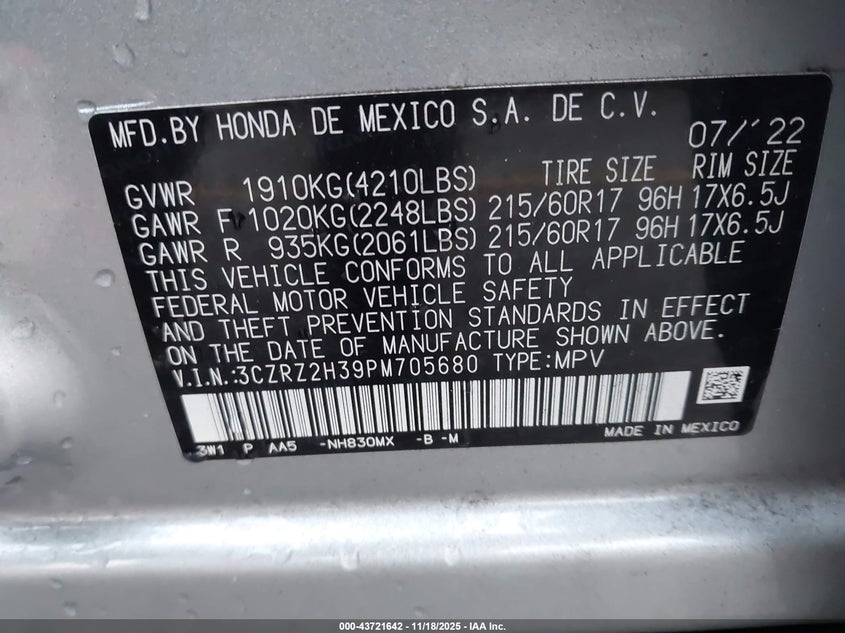 MFD.BY HONDA DE MEXICO S.A. DE C.V.
07/'22
TIRE SIZE RIM SIZE
GVWR 1910KG(4210LBS)
GAWR F 1020KG(2248LBS) 215/60R17 96H 17X6.5J
GAWR R 935KG(2061LBS) 215/60R17 96H 17X6.5J
THIS VEHICLE CONFORMS TO ALL APPLICABLE
FEDERAL MOTOR VEHICLE SAFETY
AND THEFT PREVENTION STANDARDS IN EFFECT
ON THE DATE OF MANUFACTURE SHOWN ABOVE.
V.I.N.:3CZRZ2H39PM705680 TYPE:MPV
3W1 P AA5 -NH830MX -B -M
MADE IN MEXICO
000-43721642 - 11/18/2025 - IAA Inc.